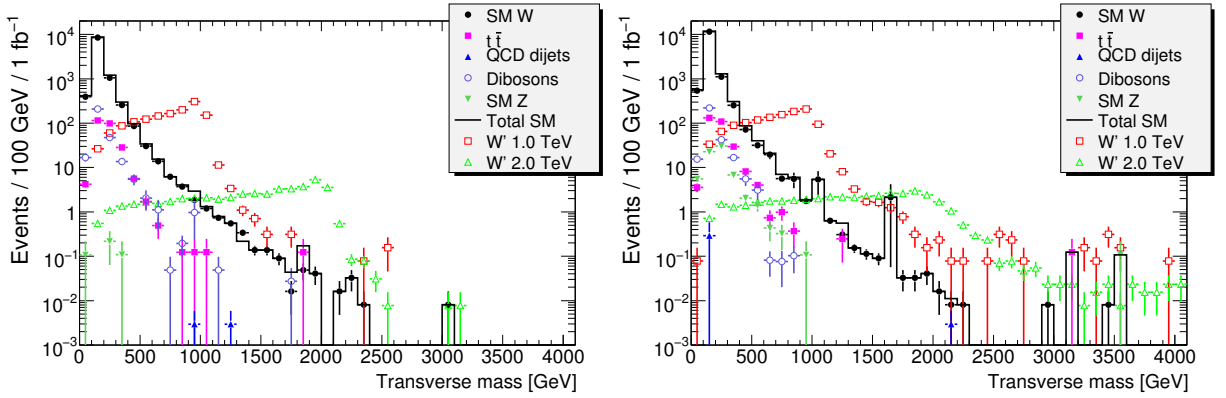 Events / 100 GeV / 1 fb⁻¹
10⁴
10³
10²
10
1
10⁻¹
10⁻²
10⁻³
0 500 1000 1500 2000 2500 3000 3500 4000
Transverse mass [GeV]
SM W
t t̄
QCD dijets
Dibosons
SM Z
Total SM
W' 1.0 TeV
W' 2.0 TeV
Events / 100 GeV / 1 fb⁻¹
10⁴
10³
10²
10
1
10⁻¹
10⁻²
10⁻³
0 500 1000 1500 2000 2500 3000 3500 4000
Transverse mass [GeV]
SM W
t t̄
QCD dijets
Dibosons
SM Z
Total SM
W' 1.0 TeV
W' 2.0 TeV